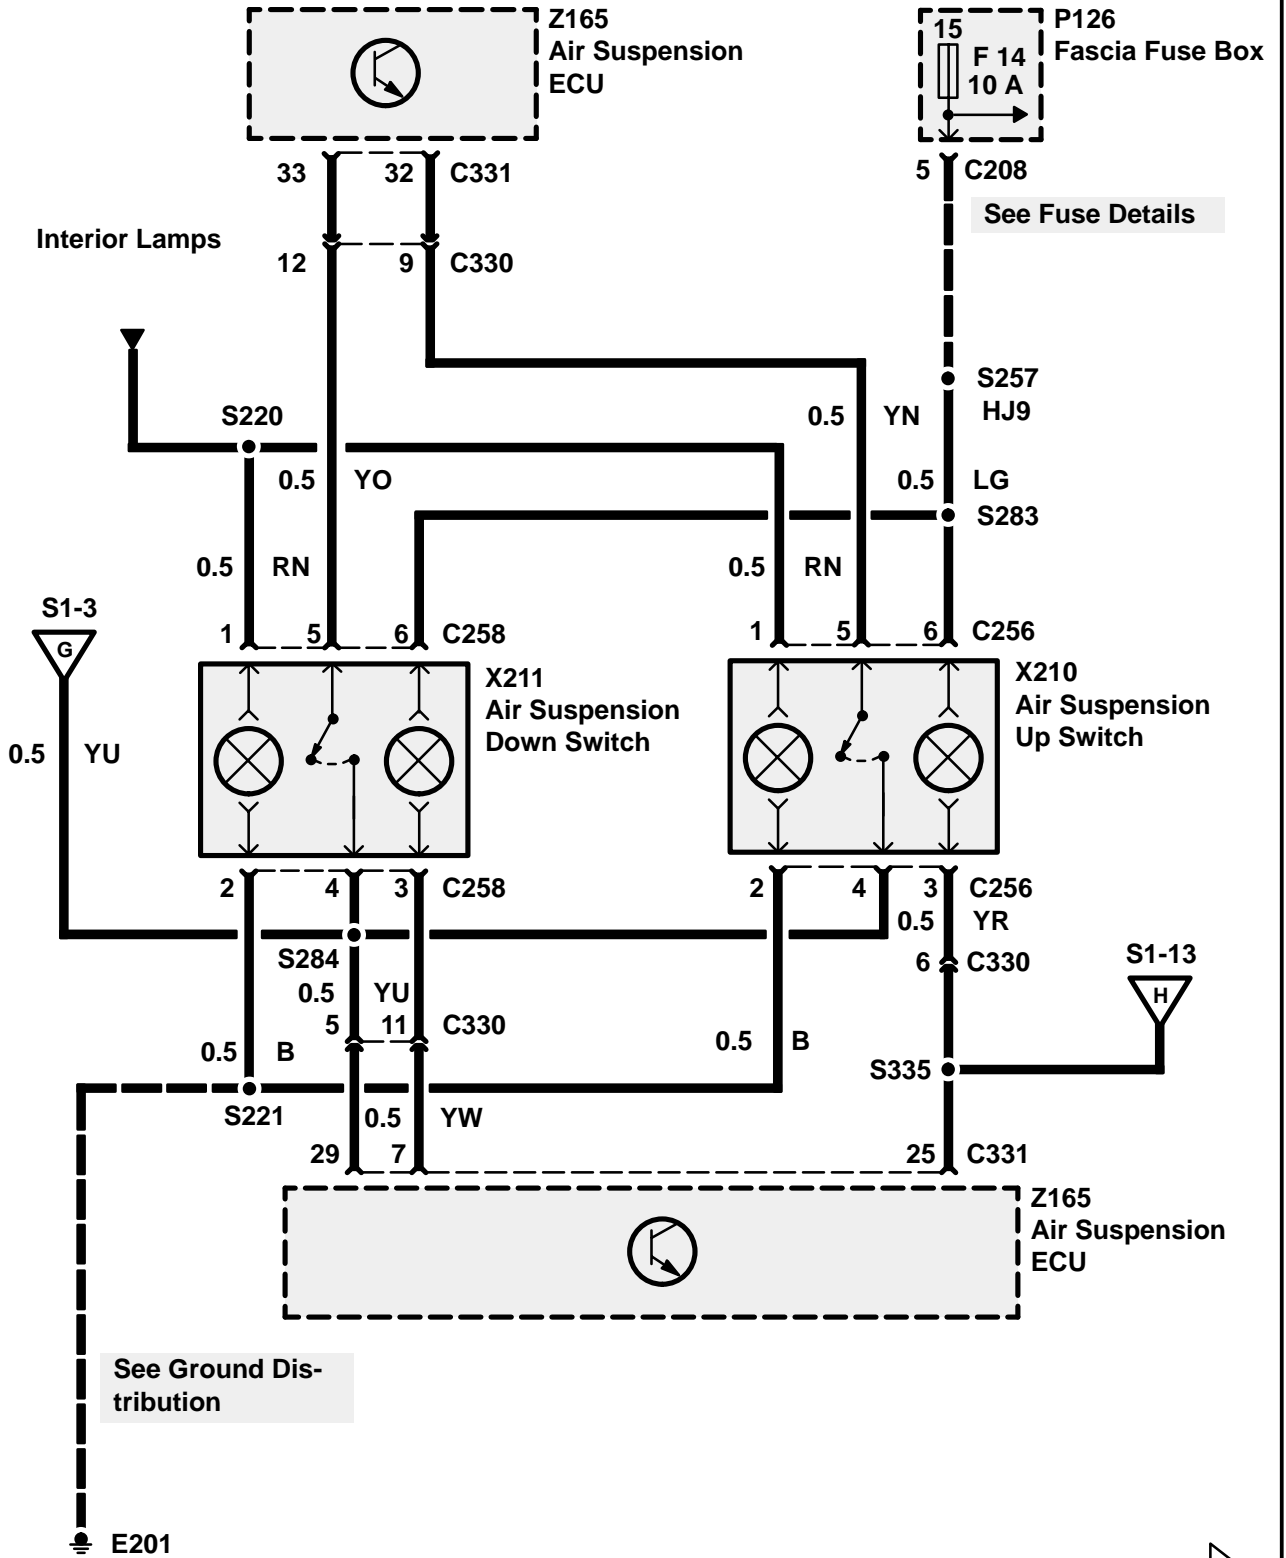 Z165
Air Suspension
ECU
15
F 14
10 A
P126
Fascia Fuse Box
33
32
C331
5
C208
See Fuse Details
Interior Lamps
12
9
C330
S257
HJ9
S220
0.5
YN
0.5
YO
0.5
LG
S283
0.5
RN
0.5
RN
S1-3
G
1
5
6
C258
1
5
6
C256
X211
Air Suspension
Down Switch
X210
Air Suspension
Up Switch
0.5
YU
2
4
3
C258
2
4
3
C256
0.5
YR
S284
6
C330
S1-13
H
0.5
YU
5
11
C330
0.5
B
0.5
B
S335
S221
0.5
YW
29
7
25
C331
Z165
Air Suspension
ECU
See Ground Dis-
tribution
E201